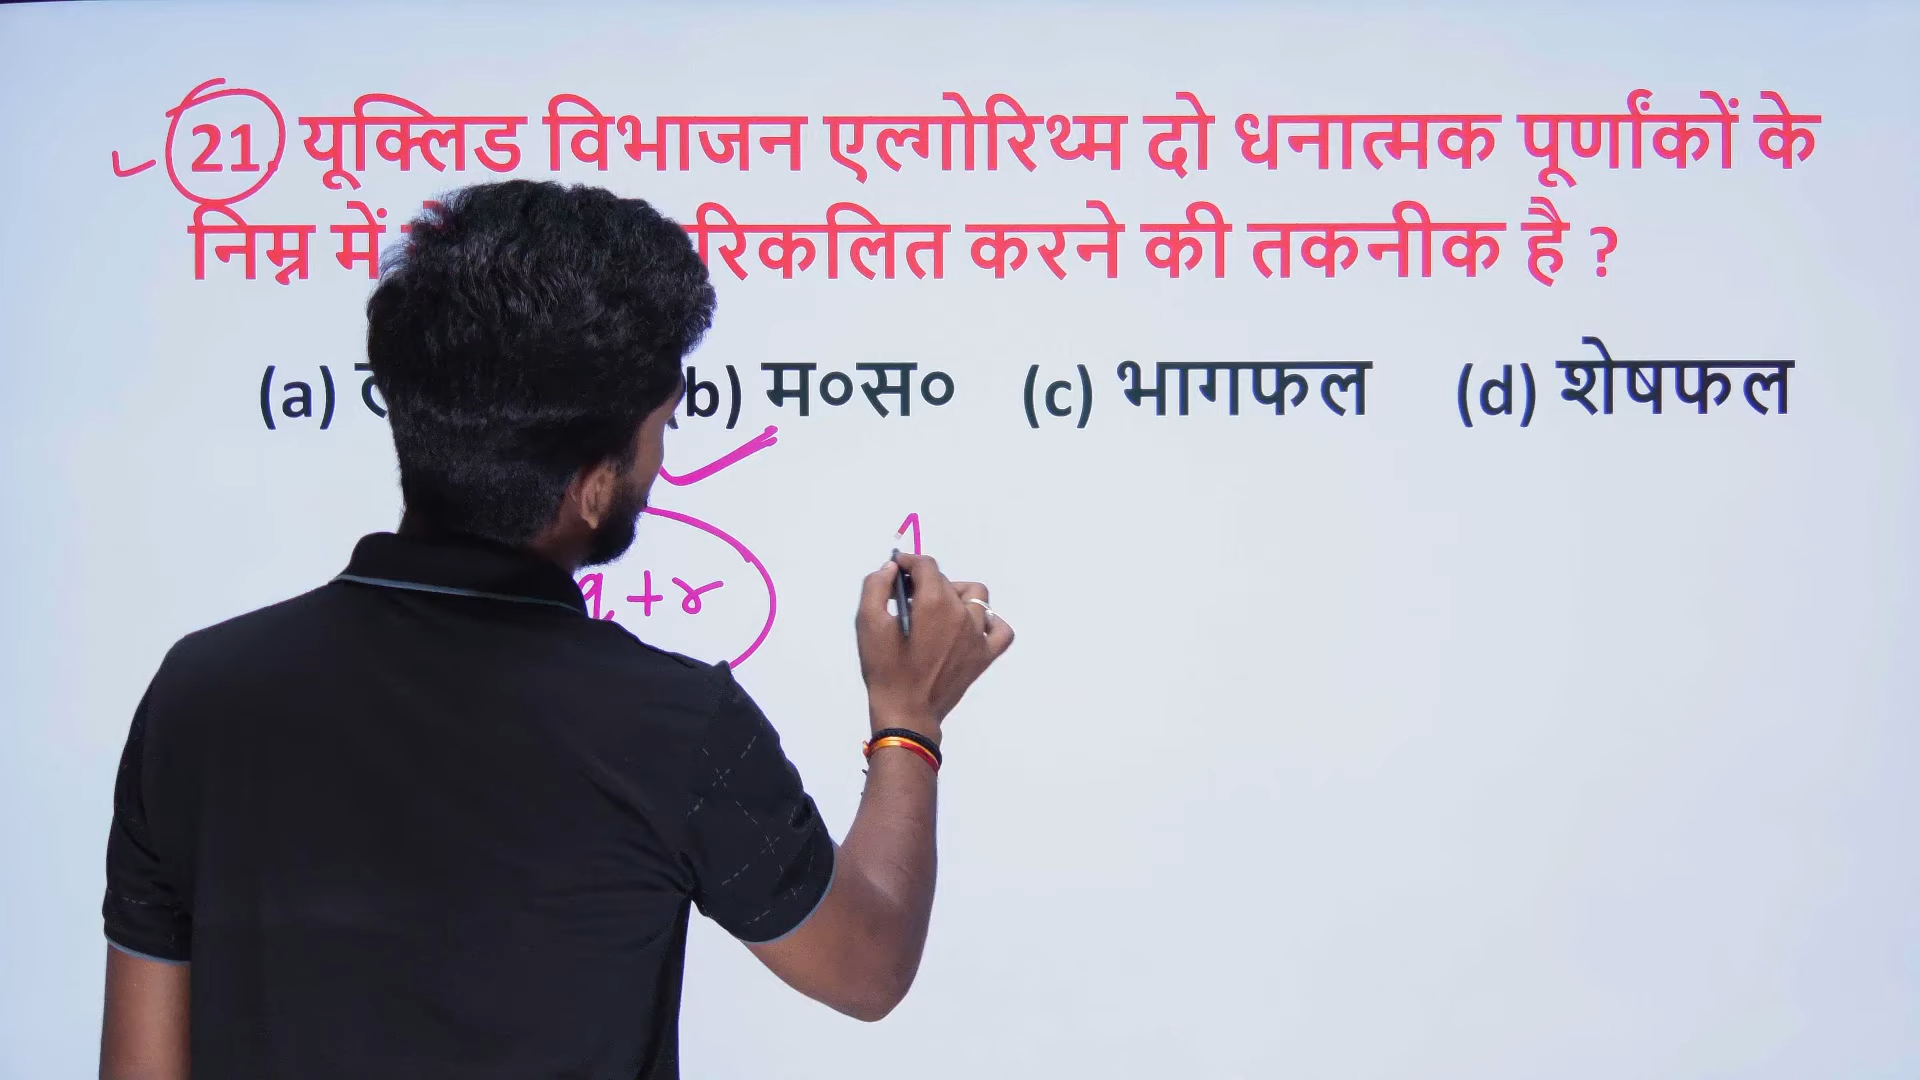 21. यूक्लिड विभाजन एल्गोरिथ्म दो धनात्मक पूर्णांकों के
निम्न में रिकलित करने की तकनीक है ?
(a) (b) म०स० (c) भागफल (d) शेषफल
q+r